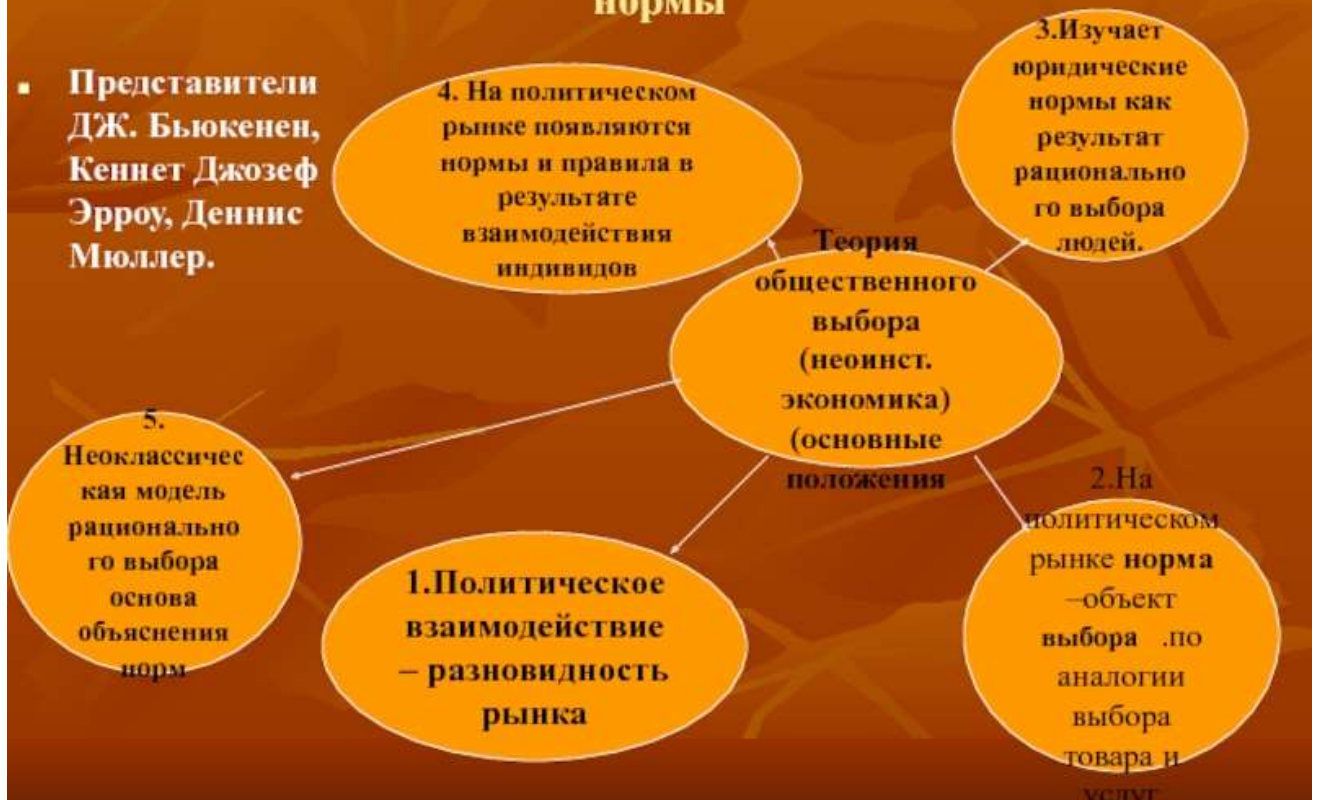 нормы
▪ Представители
ДЖ. Бьюкенен,
Кеннет Джозеф
Эрроу, Деннис
Мюллер.
4. На политическом
рынке появляются
нормы и правила в
результате
взаимодействия
индивидов
3.Изучает
юридические
нормы как
результат
рационально
го выбора
людей.
Теория
общественного
выбора
(неоинст.
экономика)
(основные
положения
5.
Неоклассичес
кая модель
рационально
го выбора
основа
объяснения
норм
1.Политическое
взаимодействие
– разновидность
рынка
2.На
политическом
рынке норма
–объект
выбора .по
аналогии
выбора
товара и
услуг